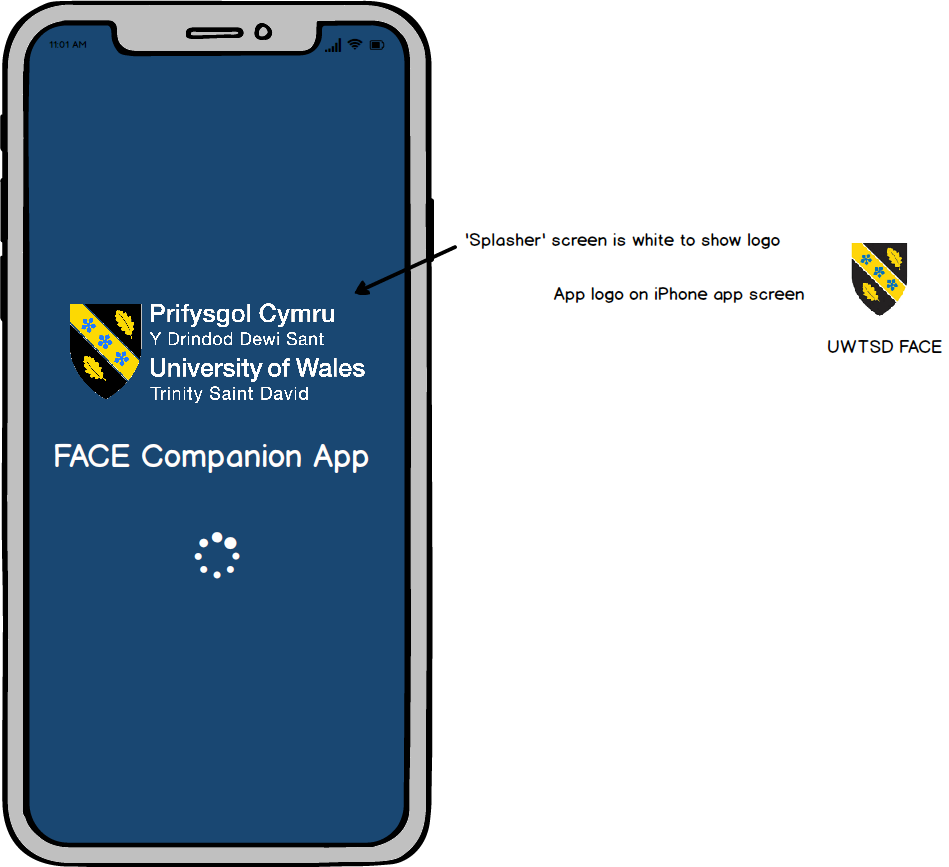 11:01 AM
'Splasher' screen is white to show logo
App logo on iPhone app screen
UWTSD FACE
Prifysgol Cymru
Y Drindod Dewi Sant
University of Wales
Trinity Saint David
FACE Companion App